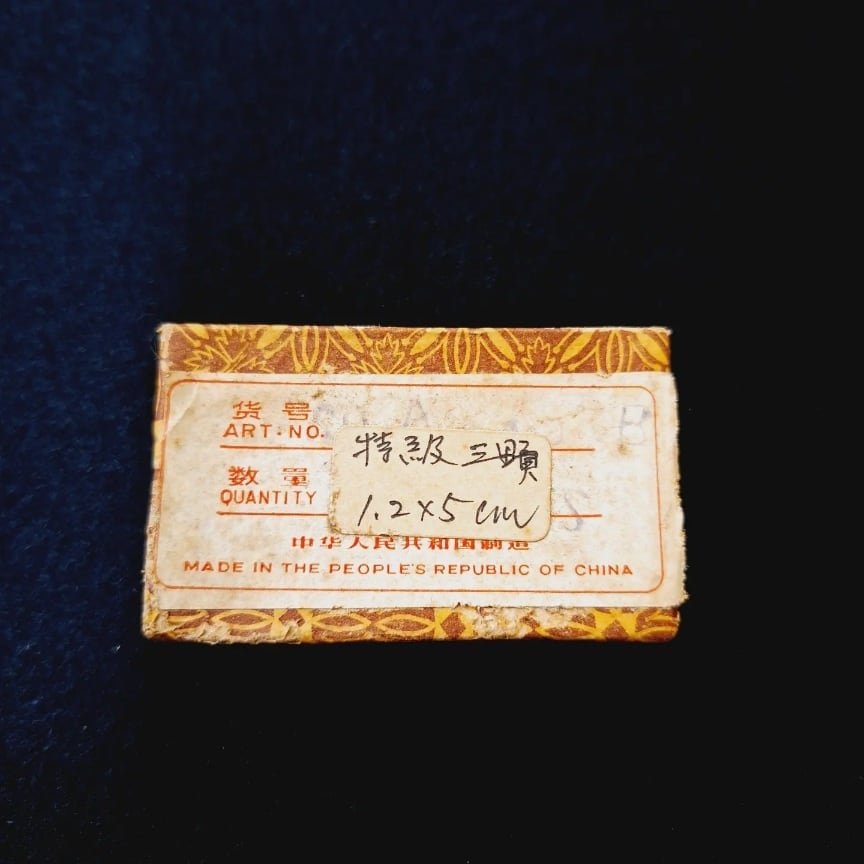 货号
ART. NO.
特級三顆
数量
QUANTITY
1.2×5cm
中华人民共和国制造
MADE IN THE PEOPLE'S REPUBLIC OF CHINA